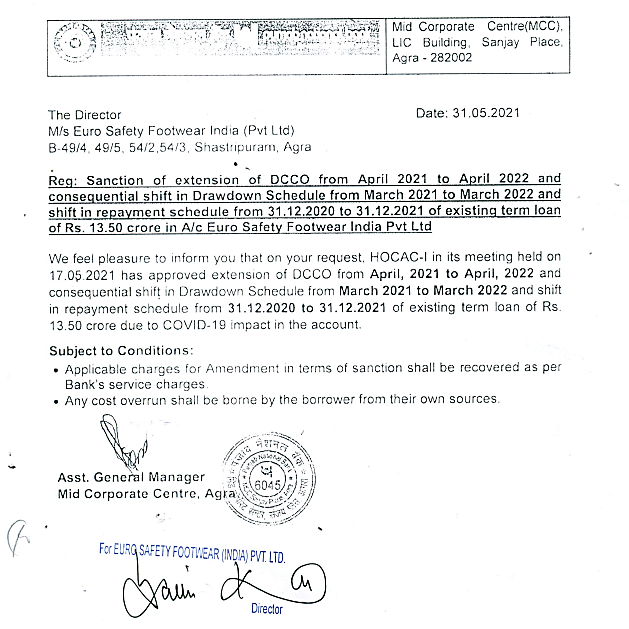 Mid Corporate Centre(MCC),
LIC Building, Sanjay Place,
Agra - 282002
The Director
Date: 31.05.2021
M/s Euro Safety Footwear India (Pvt Ltd)
B-49/4, 49/5, 54/2,54/3, Shastripuram, Agra
Reg: Sanction of extension of DCCO from April 2021 to April 2022 and
consequential shift in Drawdown Schedule from March 2021 to March 2022 and
shift in repayment schedule from 31.12.2020 to 31.12.2021 of existing term loan
of Rs. 13.50 crore in A/c Euro Safety Footwear India Pvt Ltd
We feel pleasure to inform you that on your request, HOCAC-I in its meeting held on
17.05.2021 has approved extension of DCCO from April, 2021 to April, 2022 and
consequential shift in Drawdown Schedule from March 2021 to March 2022 and shift
in repayment schedule from 31.12.2020 to 31.12.2021 of existing term loan of Rs.
13.50 crore due to COVID-19 impact in the account.
Subject to Conditions:
• Applicable charges for Amendment in terms of sanction shall be recovered as per
Bank's service charges.
• Any cost overrun shall be borne by the borrower from their own sources.
पंजाब नैशनल बैंक
Punjab National Bank
6045
Asst. General Manager
Mid Corporate Centre, Agra
For EURO SAFETY FOOTWEAR (INDIA) PVT. LTD.
Director